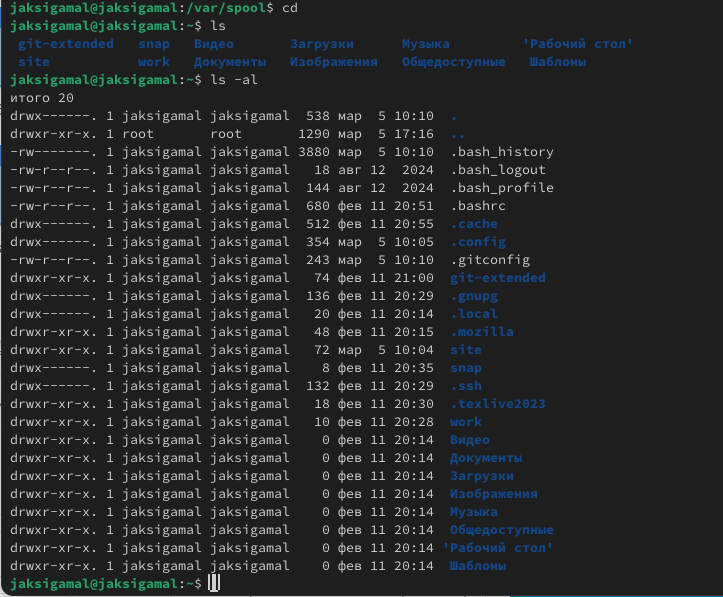 jaksigamal@jaksigamal:/var/spool$ cd
jaksigamal@jaksigamal:~$ ls
git-extended snap Видео Загрузки Музыка 'Рабочий стол'
site work Документы Изображения Общедоступные Шаблоны
jaksigamal@jaksigamal:~$ ls -al
итого 20
drwx------. 1 jaksigamal jaksigamal 538 мар 5 10:10 .
drwxr-xr-x. 1 root root 1290 мар 5 17:16 ..
-rw-------. 1 jaksigamal jaksigamal 3880 мар 5 10:10 .bash_history
-rw-r--r--. 1 jaksigamal jaksigamal 18 авг 12 2024 .bash_logout
-rw-r--r--. 1 jaksigamal jaksigamal 144 авг 12 2024 .bash_profile
-rw-r--r--. 1 jaksigamal jaksigamal 680 фев 11 20:51 .bashrc
drwx------. 1 jaksigamal jaksigamal 512 фев 11 20:55 .cache
drwx------. 1 jaksigamal jaksigamal 354 мар 5 10:05 .config
-rw-r--r--. 1 jaksigamal jaksigamal 243 мар 5 10:10 .gitconfig
drwxr-xr-x. 1 jaksigamal jaksigamal 74 фев 11 21:00 git-extended
drwx------. 1 jaksigamal jaksigamal 136 фев 11 20:29 .gnupg
drwx------. 1 jaksigamal jaksigamal 20 фев 11 20:14 .local
drwxr-xr-x. 1 jaksigamal jaksigamal 48 фев 11 20:15 .mozilla
drwxr-xr-x. 1 jaksigamal jaksigamal 72 мар 5 10:04 site
drwx------. 1 jaksigamal jaksigamal 8 фев 11 20:35 snap
drwx------. 1 jaksigamal jaksigamal 132 фев 11 20:29 .ssh
drwxr-xr-x. 1 jaksigamal jaksigamal 18 фев 11 20:30 .texlive2023
drwxr-xr-x. 1 jaksigamal jaksigamal 10 фев 11 20:28 work
drwxr-xr-x. 1 jaksigamal jaksigamal 0 фев 11 20:14 Видео
drwxr-xr-x. 1 jaksigamal jaksigamal 0 фев 11 20:14 Документы
drwxr-xr-x. 1 jaksigamal jaksigamal 0 фев 11 20:14 Загрузки
drwxr-xr-x. 1 jaksigamal jaksigamal 0 фев 11 20:14 Изображения
drwxr-xr-x. 1 jaksigamal jaksigamal 0 фев 11 20:14 Музыка
drwxr-xr-x. 1 jaksigamal jaksigamal 0 фев 11 20:14 Общедоступные
drwxr-xr-x. 1 jaksigamal jaksigamal 0 фев 11 20:14 'Рабочий стол'
drwxr-xr-x. 1 jaksigamal jaksigamal 0 фев 11 20:14 Шаблоны
jaksigamal@jaksigamal:~$